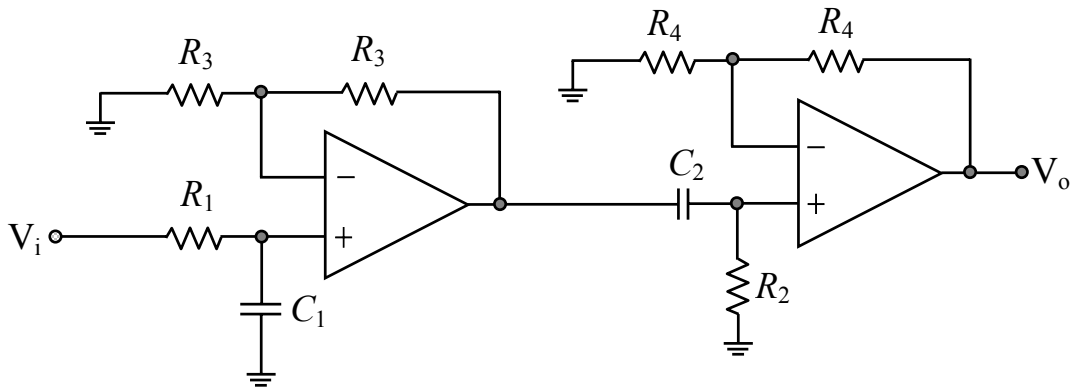 R₄
R₄
R₃
R₃
−
C₂
Vₒ
R₁
−
+
Vᵢ
+
C₁
R₂